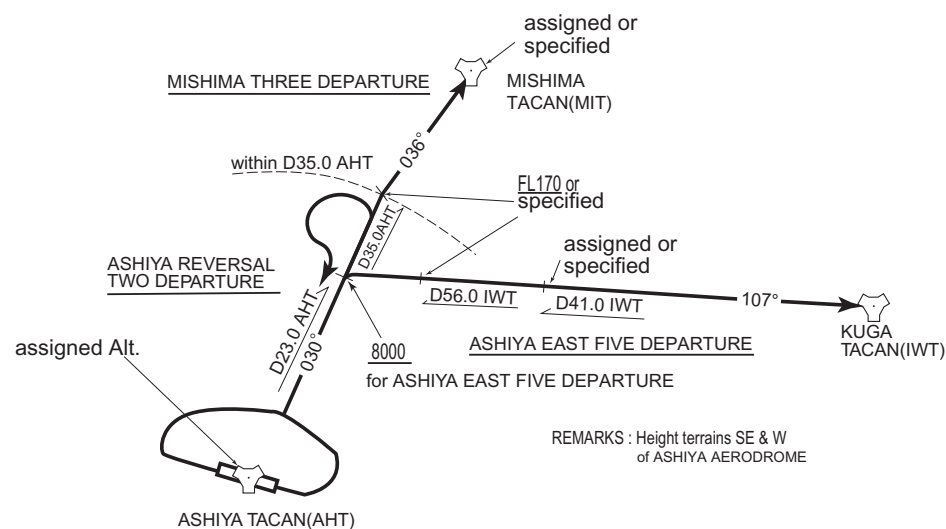 assigned or
specified
MISHIMA THREE DEPARTURE
MISHIMA
TACAN(MIT)
036°
within D35.0 AHT
FL170 or
specified
D35.0AHT
assigned or
specified
ASHIYA REVERSAL
TWO DEPARTURE
D56.0 IWT
D41.0 IWT
107°
D23.0 AHT
030°
KUGA
TACAN(IWT)
assigned Alt.
8000
ASHIYA EAST FIVE DEPARTURE
for ASHIYA EAST FIVE DEPARTURE
REMARKS : Height terrains SE & W
of ASHIYA AERODROME
ASHIYA TACAN(AHT)